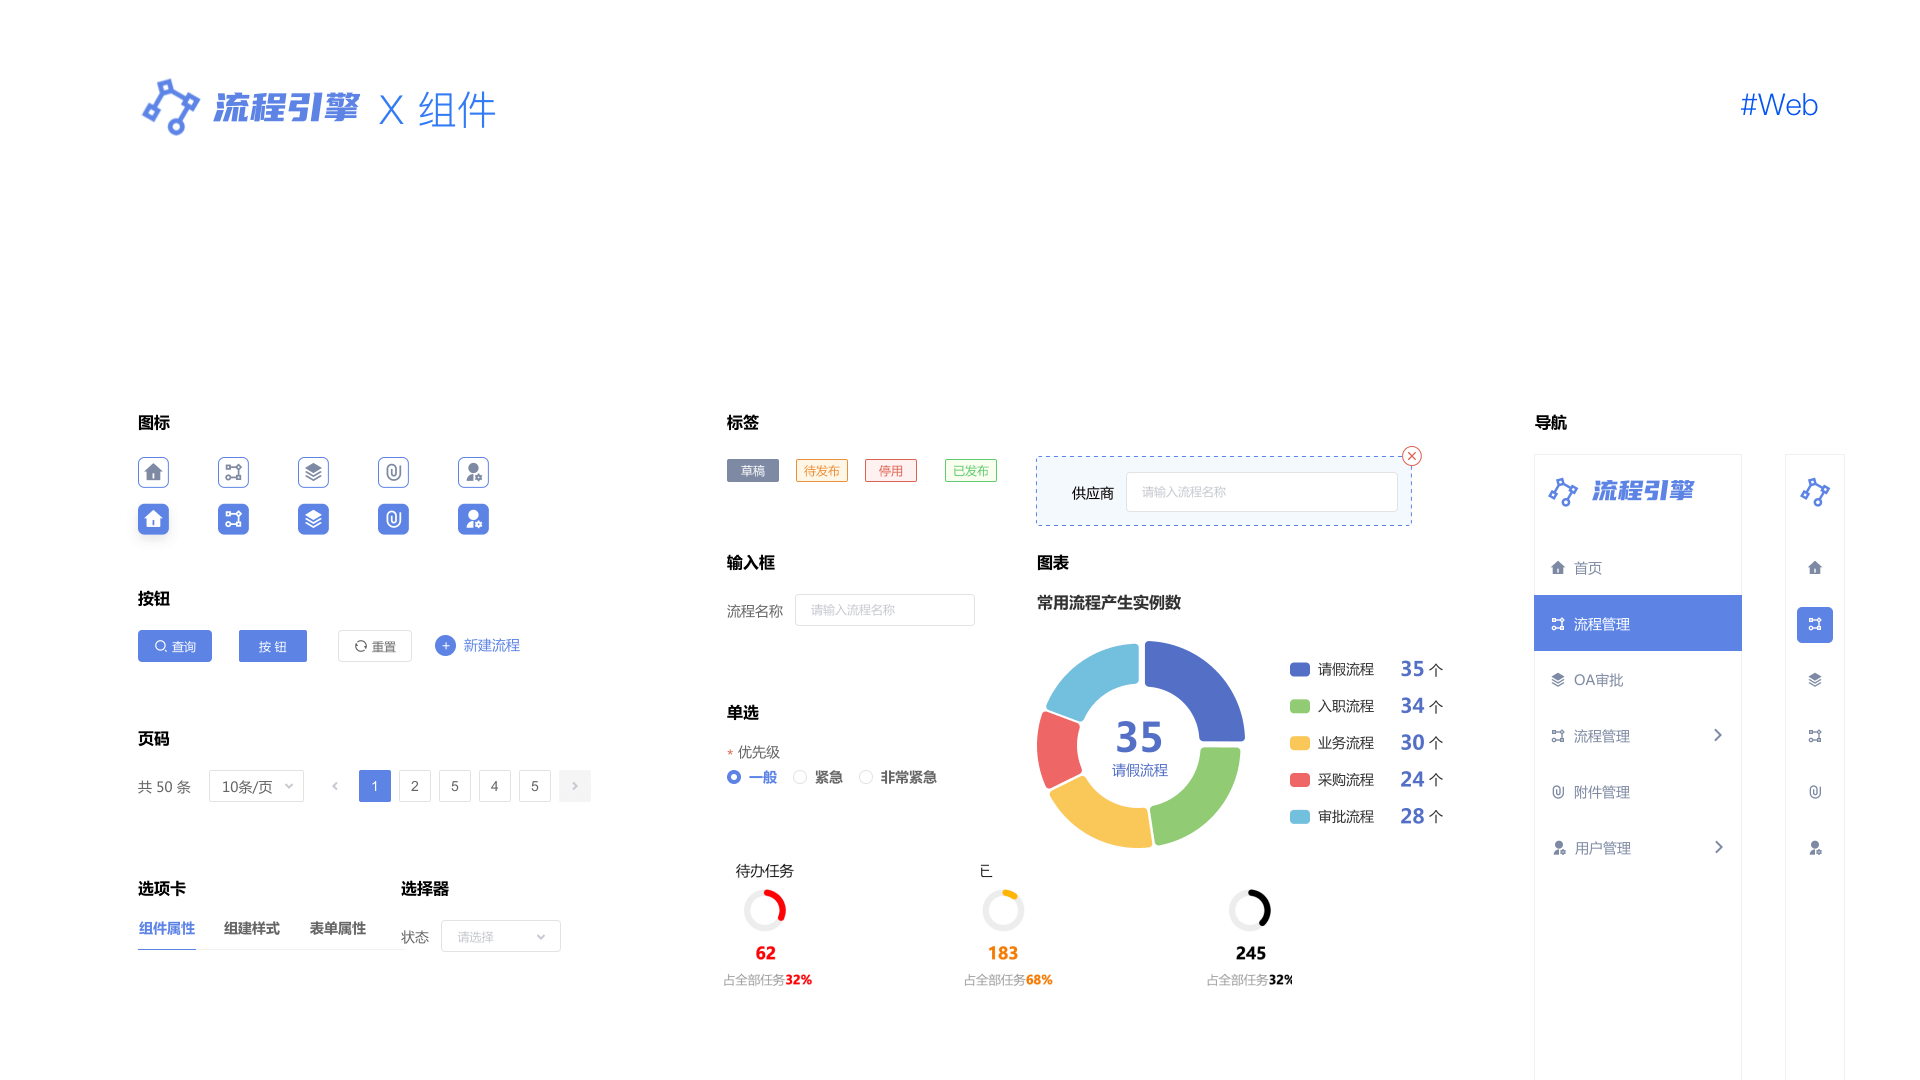 流程引擎 X 组件
#Web
图标
按钮
查询
按 钮
重置
+ 新建流程
页码
共 50 条
10条/页
1
2
5
4
5
选项卡
组件属性
组建样式
表单属性
选择器
状态
请选择
标签
草稿
待发布
停用
已发布
供应商
请输入流程名称
输入框
流程名称
请输入流程名称
单选
* 优先级
一般
紧急
非常紧急
图表
常用流程产生实例数
35
请假流程
请假流程 35 个
入职流程 34 个
业务流程 30 个
采购流程 24 个
审批流程 28 个
待办任务
62
占全部任务32%
183
占全部任务68%
245
占全部任务32%
导航
流程引擎
首页
流程管理
OA审批
流程管理
附件管理
用户管理